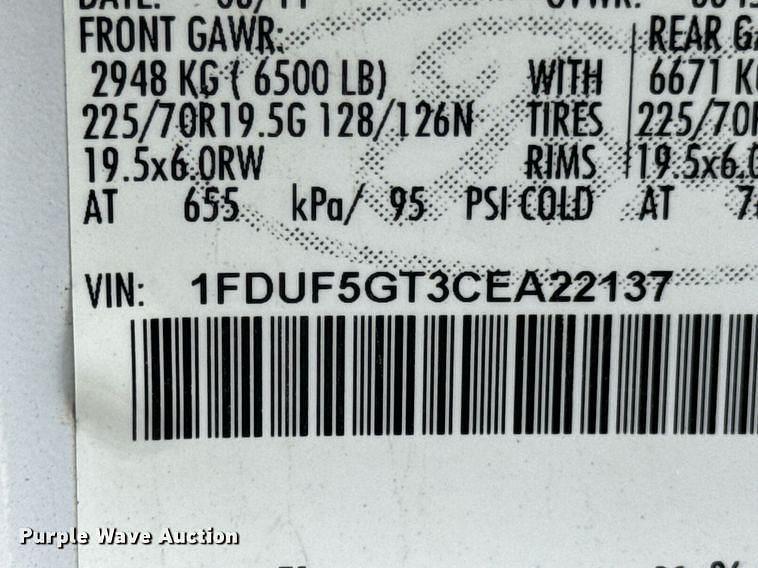 FRONT GAWR: REAR
2948 KG ( 6500 LB) WITH 6671
225/70R19.5G 128/126N TIRES
19.5x6.0RW RIMS
AT 655 kPa/ 95 PSI COLD AT
VIN: 1FDUF5GT3CEA22137
Purple Wave Auction